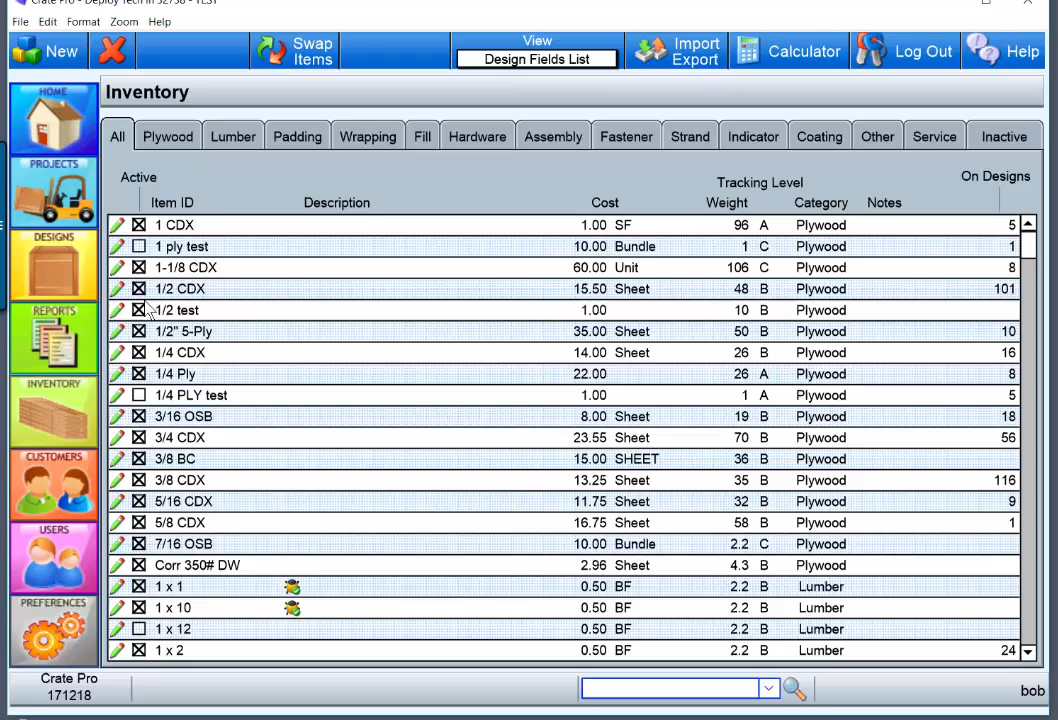 Crate Pro - Deploy Tech in 32738 - TEST
File Edit Format Zoom Help
New
Swap Items
View
Design Fields List
Import Export
Calculator
Log Out
Help
HOME
PROJECTS
DESIGNS
REPORTS
INVENTORY
CUSTOMERS
USERS
PREFERENCES
Inventory
All Plywood Lumber Padding Wrapping Fill Hardware Assembly Fastener Strand Indicator Coating Other Service Inactive
Active Tracking Level On Designs
Item ID Description Cost Weight Category Notes
1 CDX 1.00 SF 96 A Plywood 5
1 ply test 10.00 Bundle 1 C Plywood 1
1-1/8 CDX 60.00 Unit 106 C Plywood 8
1/2 CDX 15.50 Sheet 48 B Plywood 101
1/2 test 1.00 10 B Plywood
1/2" 5-Ply 35.00 Sheet 50 B Plywood 10
1/4 CDX 14.00 Sheet 26 B Plywood 16
1/4 Ply 22.00 26 A Plywood 8
1/4 PLY test 1.00 1 A Plywood 5
3/16 OSB 8.00 Sheet 19 B Plywood 18
3/4 CDX 23.55 Sheet 70 B Plywood 56
3/8 BC 15.00 SHEET 36 B Plywood
3/8 CDX 13.25 Sheet 35 B Plywood 116
5/16 CDX 11.75 Sheet 32 B Plywood 9
5/8 CDX 16.75 Sheet 58 B Plywood 1
7/16 OSB 10.00 Bundle 2.2 C Plywood
Corr 350# DW 2.96 Sheet 4.3 B Plywood
1 x 1 0.50 BF 2.2 B Lumber
1 x 10 0.50 BF 2.2 B Lumber
1 x 12 0.50 BF 2.2 B Lumber
1 x 2 0.50 BF 2.2 B Lumber 24
Crate Pro
171218
bob